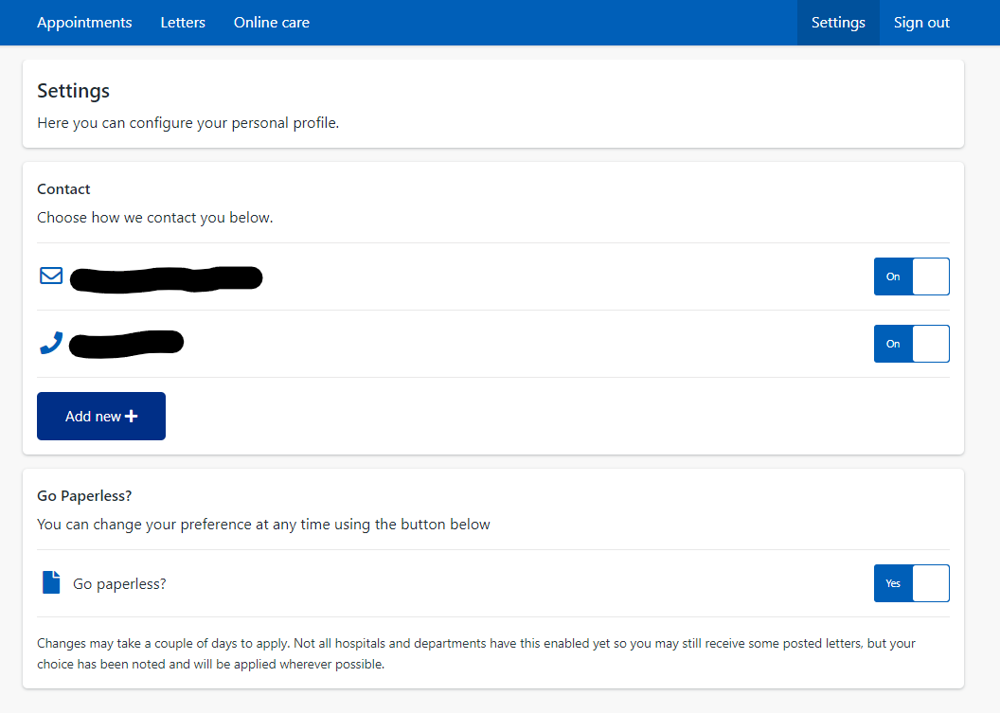 Appointments Letters Online care Settings Sign out
Settings
Here you can configure your personal profile.
Contact
Choose how we contact you below.
On
On
Add new
Go Paperless?
You can change your preference at any time using the button below
Go paperless? Yes
Changes may take a couple of days to apply. Not all hospitals and departments have this enabled yet so you may still receive some posted letters, but your
choice has been noted and will be applied wherever possible.